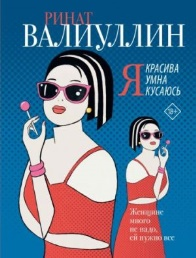 РИНАТ
ВАЛИУЛЛИН
Я КРАСИВА
УМНА
КУСАЮСЬ
18+
Женщине
много
не надо,
ей нужно все